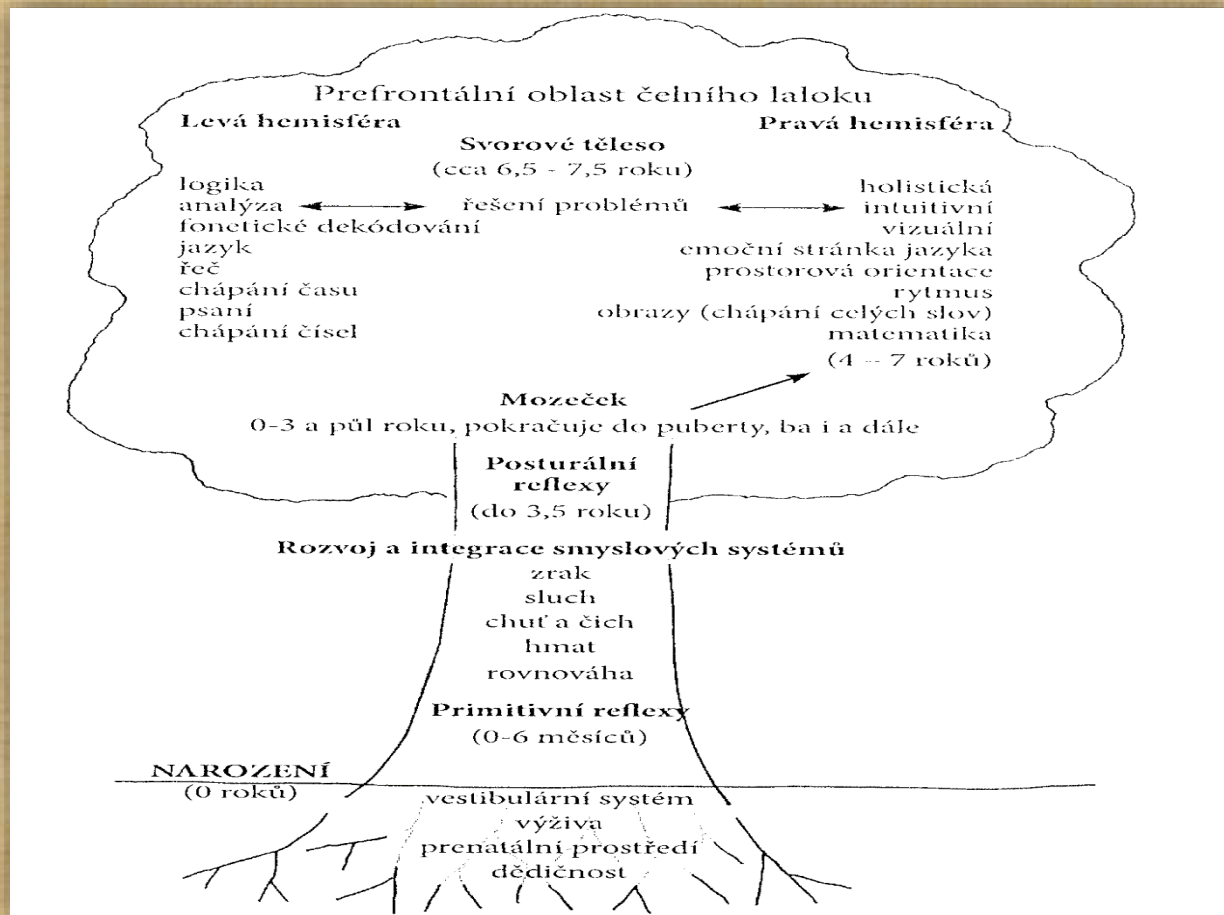 Prefrontální oblast čelního laloku
Levá hemisféra
Pravá hemisféra
Svorové těleso
(cca 6,5 - 7,5 roku)
logika
analýza
fonetické dekódování
jazyk
řeč
chápání času
psaní
chápání čísel
řešení problémů
holistická
intuitivní
vizuální
emoční stránka jazyka
prostorová orientace
rytmus
obrazy (chápání celých slov)
matematika
(4 – 7 roků)
Mozeček
0-3 a půl roku, pokračuje do puberty, ba i a dále
Posturální
reflexy
(do 3,5 roku)
Rozvoj a integrace smyslových systémů
zrak
sluch
chuť a čich
hmat
rovnováha
Primitivní reflexy
(0-6 měsíců)
NAROZENÍ
(0 roků)
vestibulární systém
výživa
prenatální prostředí
dědičnost